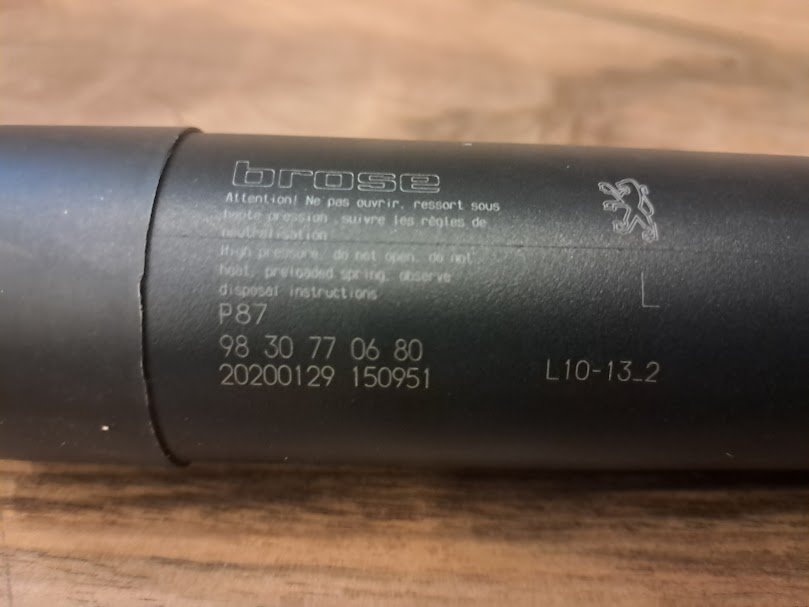 brose
Attention! Ne pas ouvrir, ressort sous
haute pression, suivre les règles de
neutralisation
High pressure, do not open, do not
heat, preloaded spring, observe
disposal instructions
L
P87
98 30 77 06 80
20200129 150951
L10-13_2